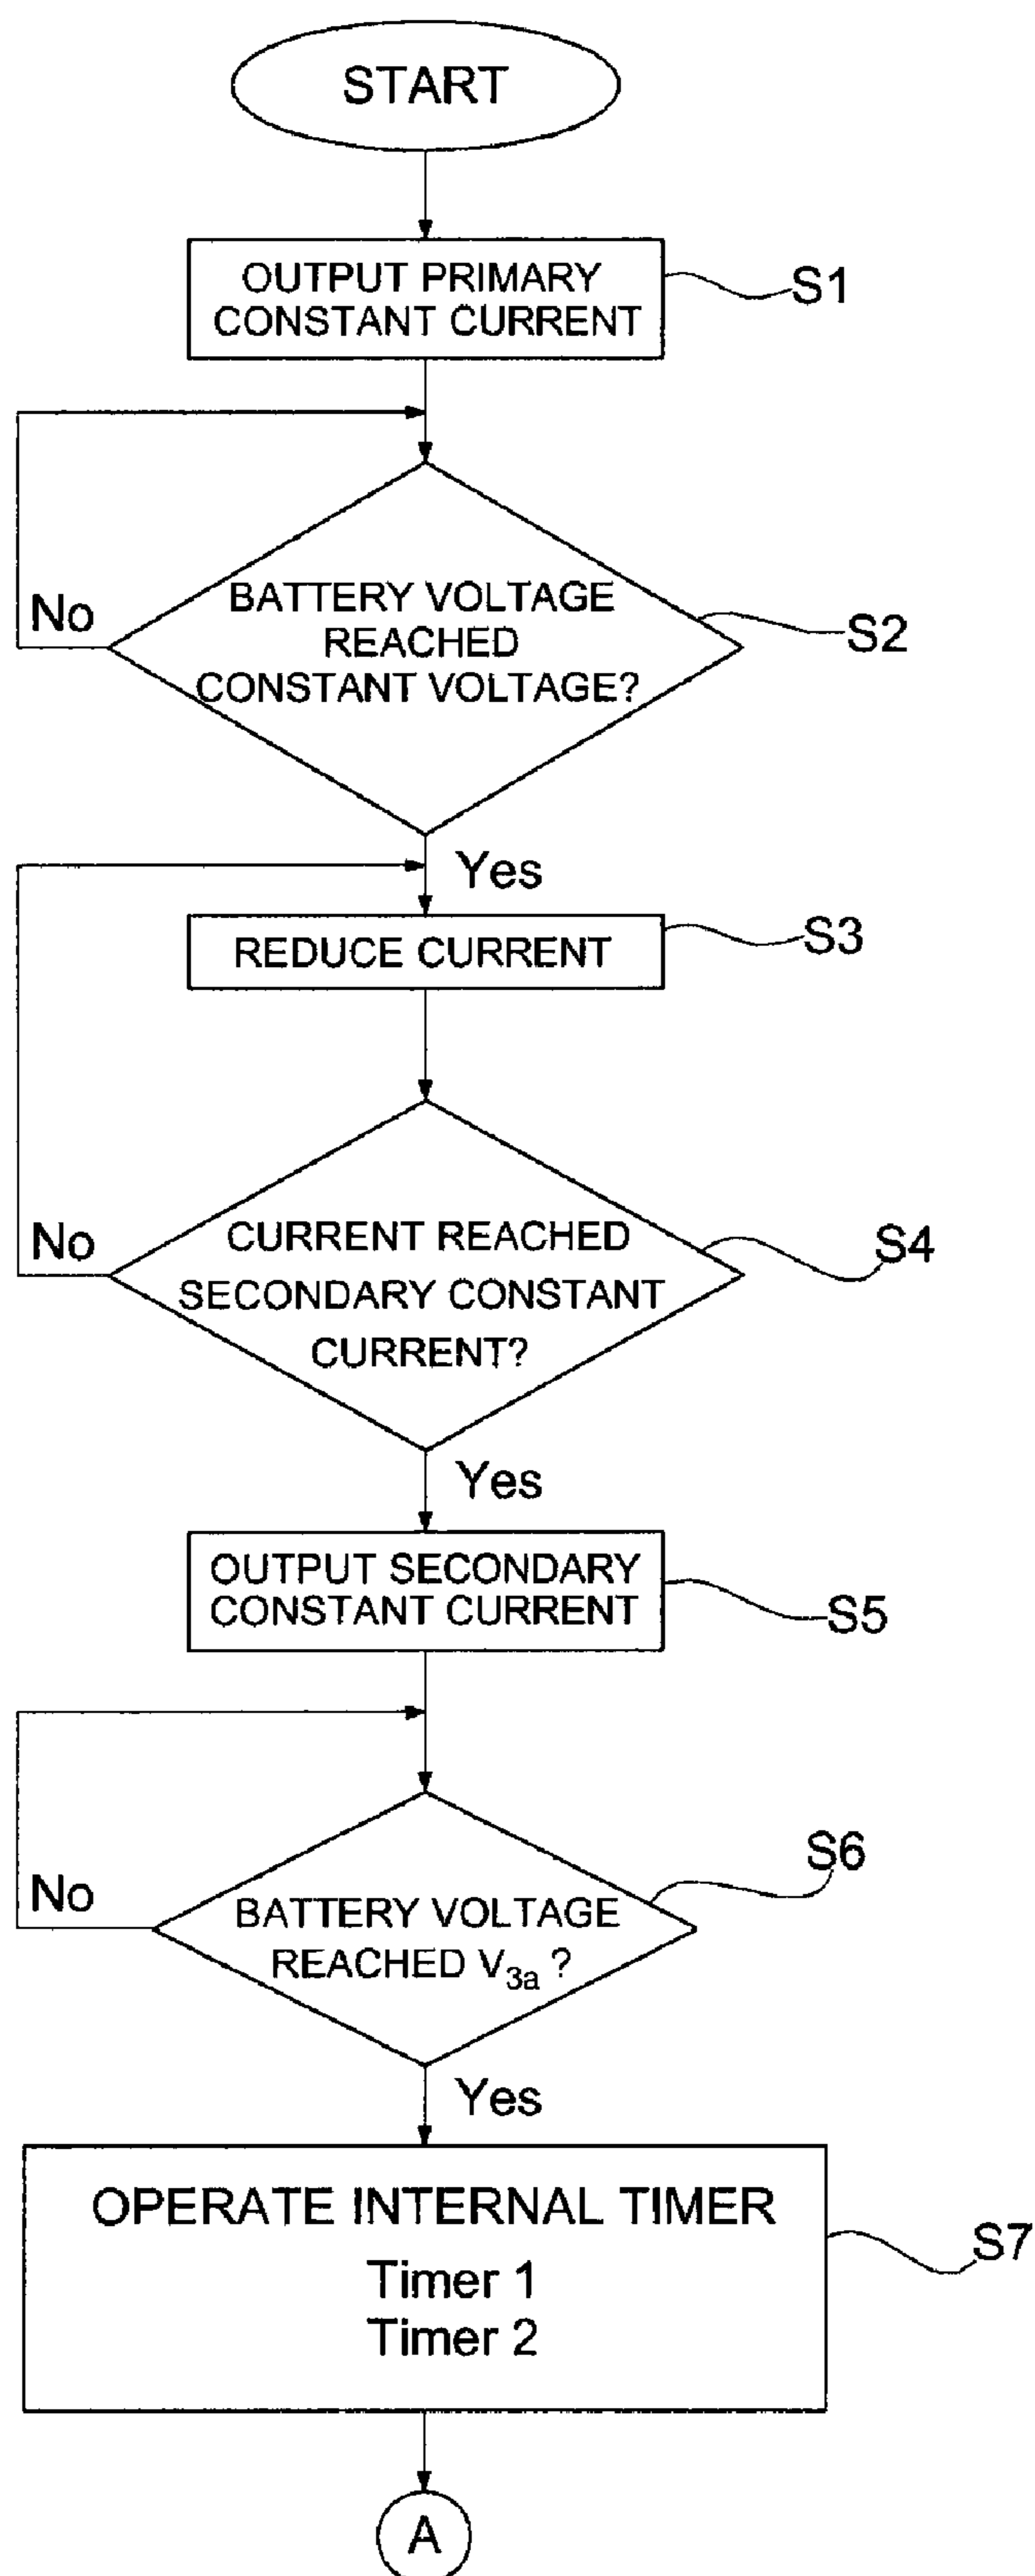 START
OUTPUT PRIMARY
CONSTANT CURRENT
S1
No
BATTERY VOLTAGE
REACHED
CONSTANT VOLTAGE?
S2
Yes
REDUCE CURRENT
S3
No
CURRENT REACHED
SECONDARY CONSTANT
CURRENT?
S4
Yes
OUTPUT SECONDARY
CONSTANT CURRENT
S5
No
BATTERY VOLTAGE
REACHED V3a ?
S6
Yes
OPERATE INTERNAL TIMER
Timer 1
Timer 2
S7
A